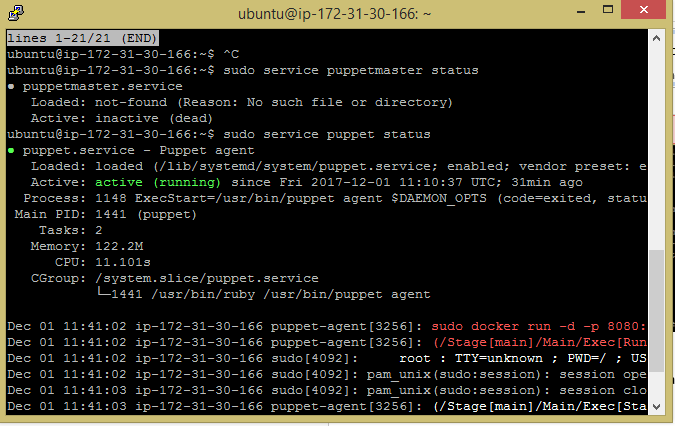 ubuntu@ip-172-31-30-166: ~
lines 1-21/21 (END)
ubuntu@ip-172-31-30-166:~$ ^C
ubuntu@ip-172-31-30-166:~$ sudo service puppetmaster status
● puppetmaster.service
   Loaded: not-found (Reason: No such file or directory)
   Active: inactive (dead)
ubuntu@ip-172-31-30-166:~$ sudo service puppet status
● puppet.service - Puppet agent
   Loaded: loaded (/lib/systemd/system/puppet.service; enabled; vendor preset: e
   Active: active (running) since Fri 2017-12-01 11:10:37 UTC; 31min ago
  Process: 1148 ExecStart=/usr/bin/puppet agent $DAEMON_OPTS (code=exited, statu
 Main PID: 1441 (puppet)
    Tasks: 2
   Memory: 122.2M
      CPU: 11.101s
   CGroup: /system.slice/puppet.service
           └─1441 /usr/bin/ruby /usr/bin/puppet agent
Dec 01 11:41:02 ip-172-31-30-166 puppet-agent[3256]: sudo docker run -d -p 8080:
Dec 01 11:41:02 ip-172-31-30-166 puppet-agent[3256]: (/Stage[main]/Main/Exec[Run
Dec 01 11:41:02 ip-172-31-30-166 sudo[4092]:     root : TTY=unknown ; PWD=/ ; US
Dec 01 11:41:02 ip-172-31-30-166 sudo[4092]: pam_unix(sudo:session): session ope
Dec 01 11:41:03 ip-172-31-30-166 sudo[4092]: pam_unix(sudo:session): session clo
Dec 01 11:41:03 ip-172-31-30-166 puppet-agent[3256]: (/Stage[main]/Main/Exec[Sta